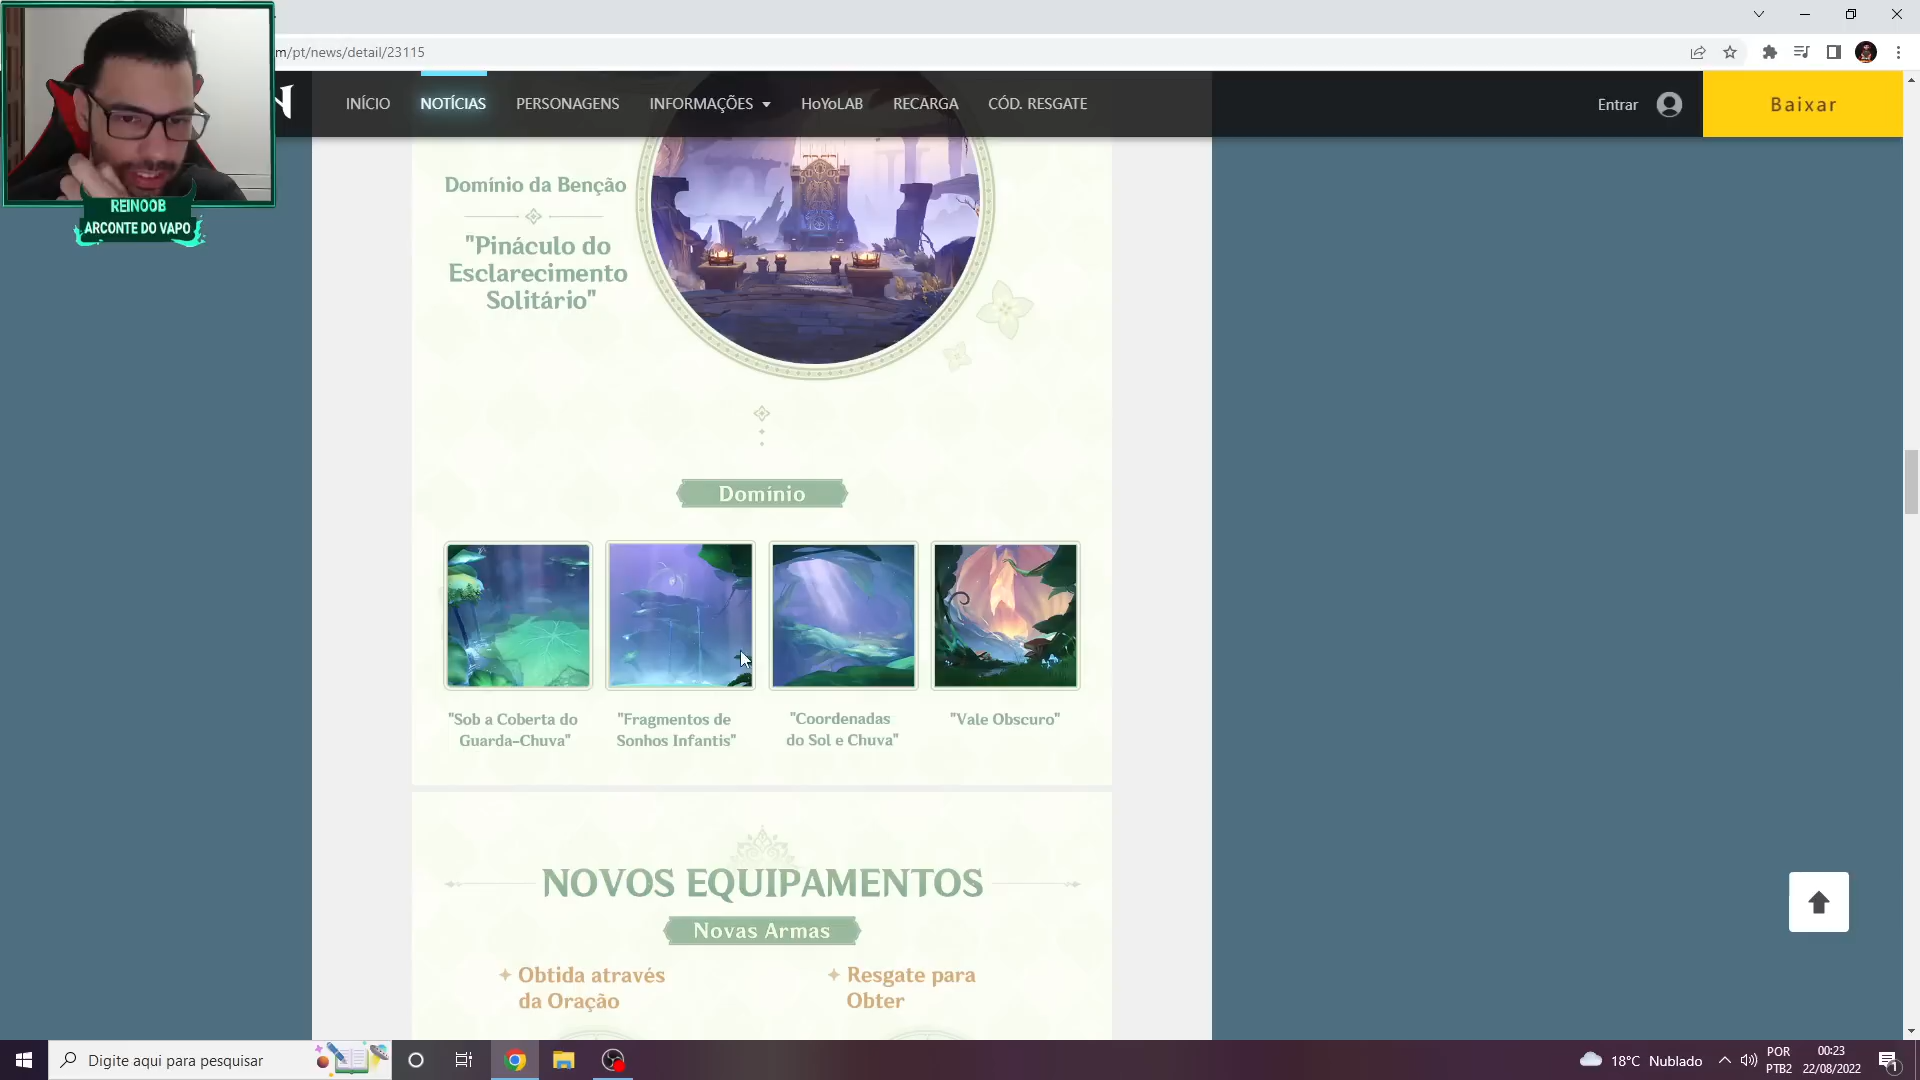 m/pt/news/detail/23115
INÍCIO NOTÍCIAS PERSONAGENS INFORMAÇÕES HoYoLAB RECARGA CÓD. RESGATE Entrar Baixar
REINOOB
ARCONTE DO VAPO
Domínio da Benção
"Pináculo do
Esclarecimento
Solitário"
Domínio
"Sob a Coberta do
Guarda-Chuva"
"Fragmentos de
Sonhos Infantis"
"Coordenadas
do Sol e Chuva"
"Vale Obscuro"
NOVOS EQUIPAMENTOS
Novas Armas
Obtida através
da Oração
Resgate para
Obter
Digite aqui para pesquisar
18°C Nublado
POR
PTB2
00:23
22/08/2022
1